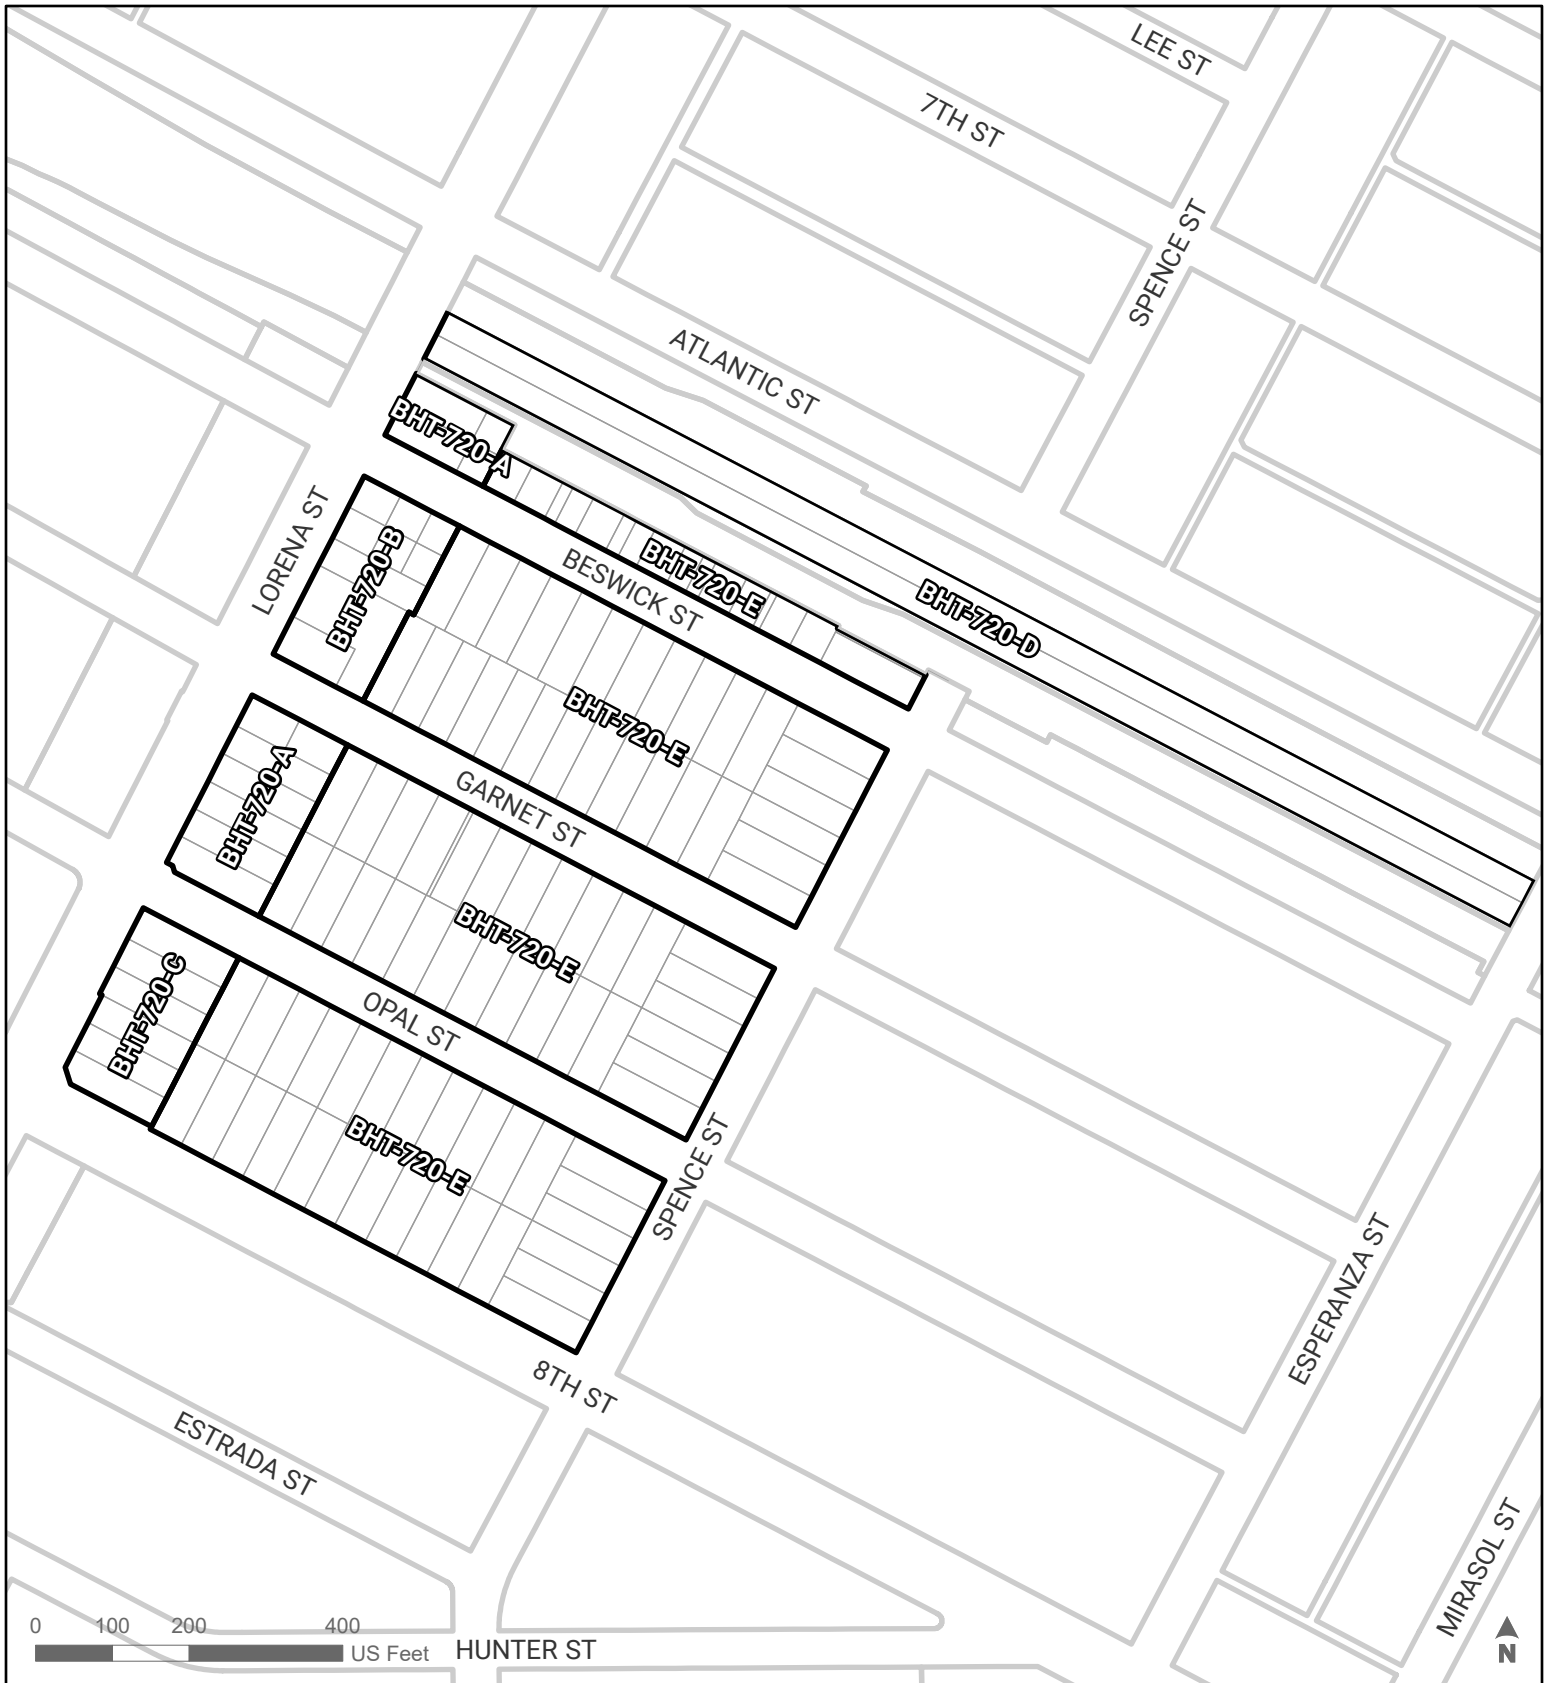 LEE ST
7TH ST
SPENCE ST
ATLANTIC ST
BHT-720-A
LORENA ST
BHT-720-B
BESWICK ST
BHT-720-E
BHT-720-D
BHT-720-E
BHT-720-A
GARNET ST
BHT-720-E
BHT-720-C
OPAL ST
BHT-720-E
SPENCE ST
ESPERANZA ST
8TH ST
ESTRADA ST
MIRASOL ST
0 100 200 400
US Feet
HUNTER ST
N